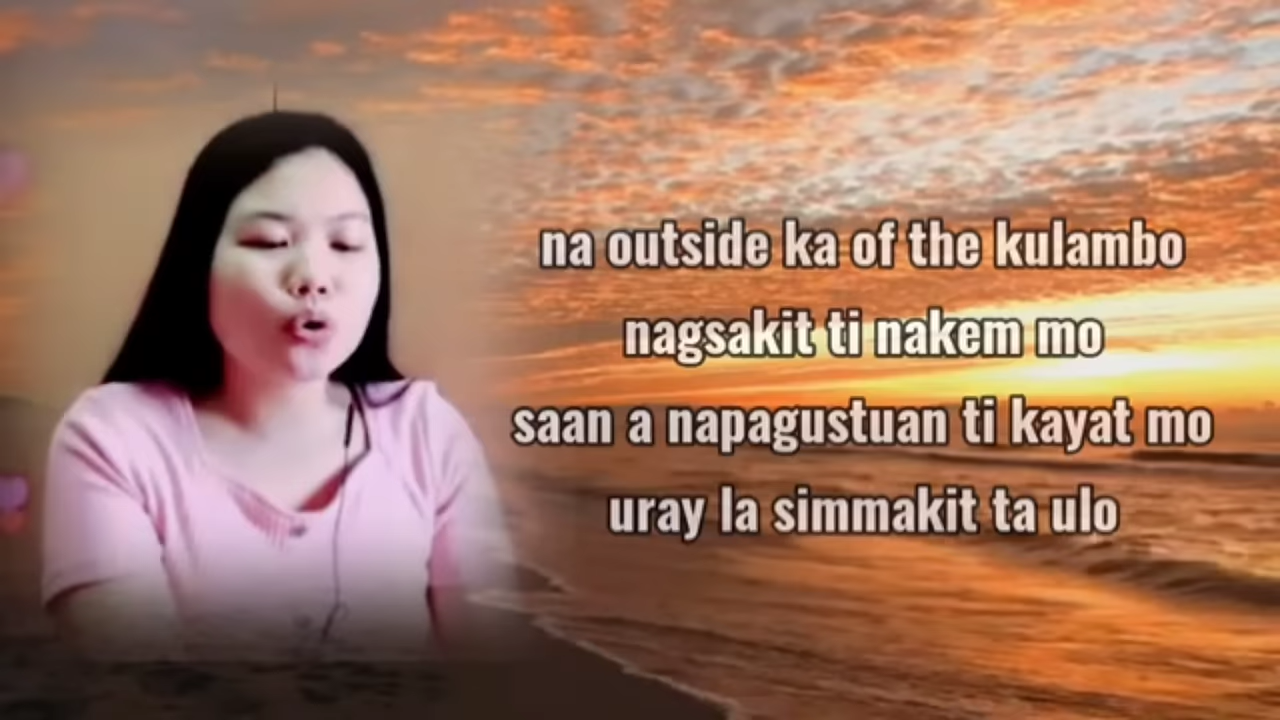 na outside ka of the kulambo
nagsakit ti nakem mo
saan a napagustuan ti kayat mo
uray la simmakit ta ulo